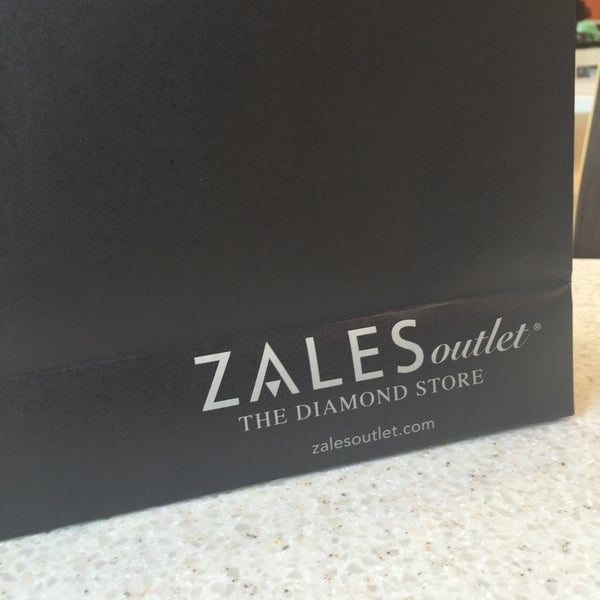 ZALES outlet®
THE DIAMOND STORE
zalesoutlet.com